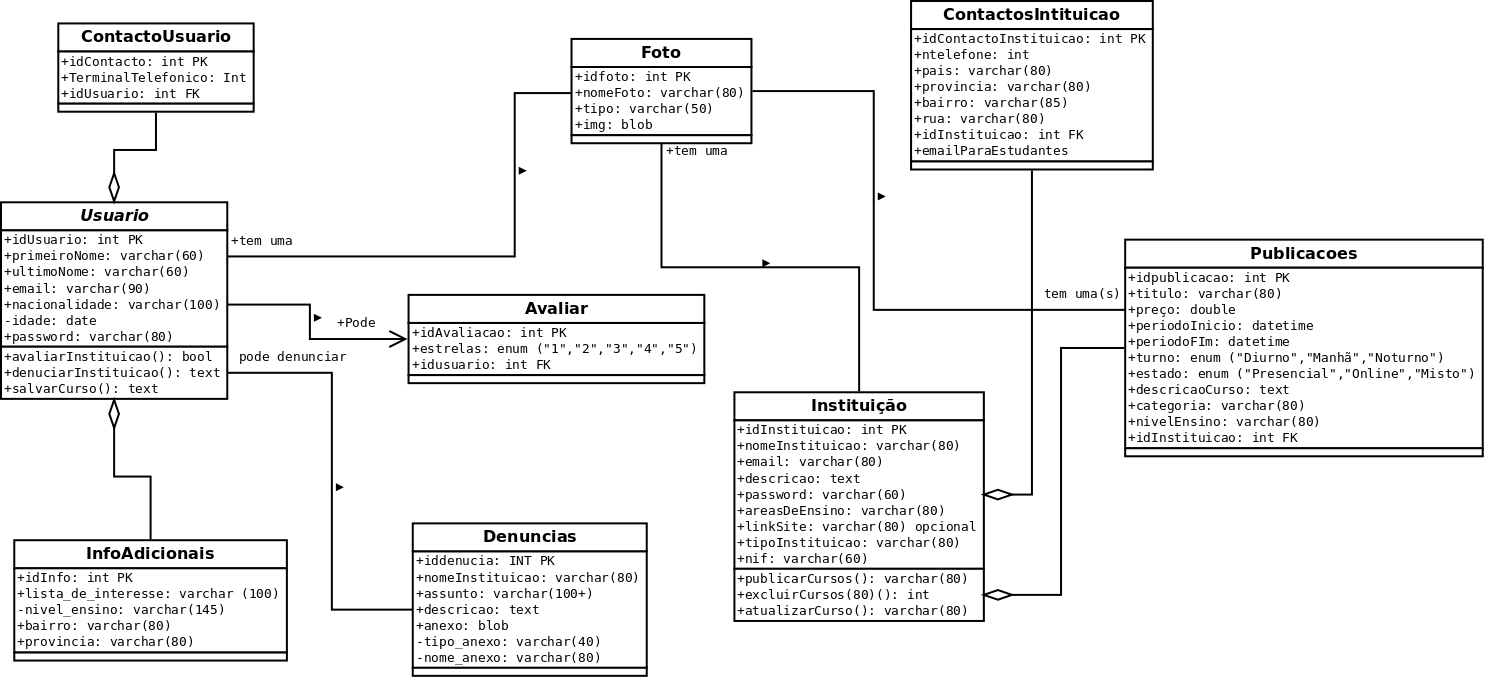 ContactoUsuario
+idContacto: int PK
+TerminalTelefonico: Int
+idUsuario: int FK
Foto
+idfoto: int PK
+nomeFoto: varchar(80)
+tipo: varchar(50)
+img: blob
+tem uma
ContactosIntituicao
+idContactoInstituicao: int PK
+ntelefone: int
+pais: varchar(80)
+provincia: varchar(80)
+bairro: varchar(85)
+rua: varchar(80)
+idInstituicao: int FK
+emailParaEstudantes
Usuario
+idUsuario: int PK
+primeiroNome: varchar(60)
+ultimoNome: varchar(60)
+email: varchar(90)
+nacionalidade: varchar(100)
-idade: date
+password: varchar(80)
+avaliarInstituicao(): bool
+denuciarInstituicao(): text
+salvarCurso(): text
+tem uma
+Pode
pode denunciar
Avaliar
+idAvaliacao: int PK
+estrelas: enum ("1","2","3","4","5")
+idusuario: int FK
tem uma(s)
Publicacoes
+idpublicacao: int PK
+titulo: varchar(80)
+preço: double
+periodoInicio: datetime
+periodoFIm: datetime
+turno: enum ("Diurno","Manhã","Noturno")
+estado: enum ("Presencial","Online","Misto")
+descricaoCurso: text
+categoria: varchar(80)
+nivelEnsino: varchar(80)
+idInstituicao: int FK
Instituição
+idInstituicao: int PK
+nomeInstituicao: varchar(80)
+email: varchar(80)
+descricao: text
+password: varchar(60)
+areasDeEnsino: varchar(80)
+linkSite: varchar(80) opcional
+tipoInstituicao: varchar(80)
+nif: varchar(60)
+publicarCursos(): varchar(80)
+excluirCursos(80)(): int
+atualizarCurso(): varchar(80)
InfoAdicionais
+idInfo: int PK
+lista_de_interesse: varchar (100)
-nivel_ensino: varchar(145)
+bairro: varchar(80)
+provincia: varchar(80)
Denuncias
+iddenucia: INT PK
+nomeInstituicao: varchar(80)
+assunto: varchar(100+)
+descricao: text
+anexo: blob
-tipo_anexo: varchar(40)
-nome_anexo: varchar(80)